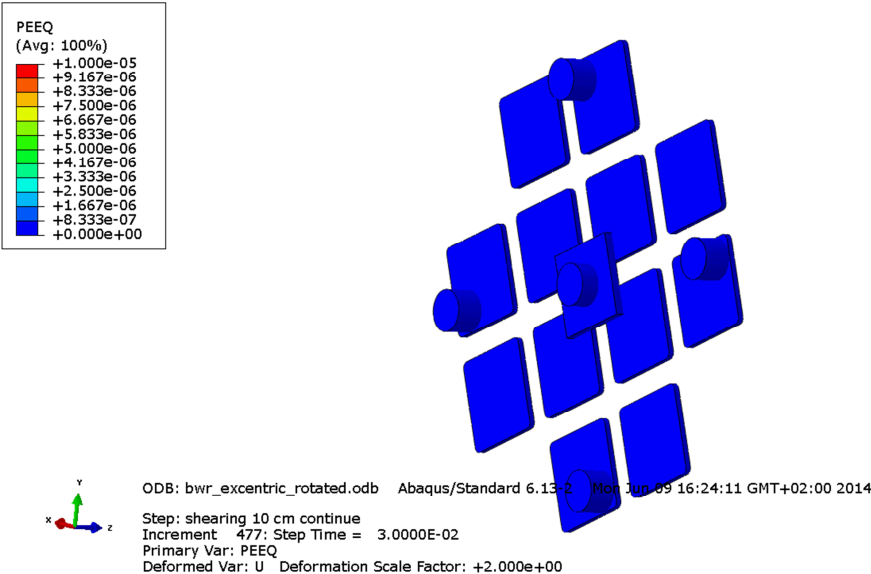 PEEQ
(Avg: 100%)
+1.000e-05
+9.167e-06
+8.333e-06
+7.500e-06
+6.667e-06
+5.833e-06
+5.000e-06
+4.167e-06
+3.333e-06
+2.500e-06
+1.667e-06
+8.333e-07
+0.000e+00
Y
X
Z
ODB: bwr_excentric_rotated.odb Abaqus/Standard 6.13-2 Mon Jun 09 16:24:11 GMT+02:00 2014
Step: shearing 10 cm continue
Increment 477: Step Time = 3.0000E-02
Primary Var: PEEQ
Deformed Var: U Deformation Scale Factor: +2.000e+00